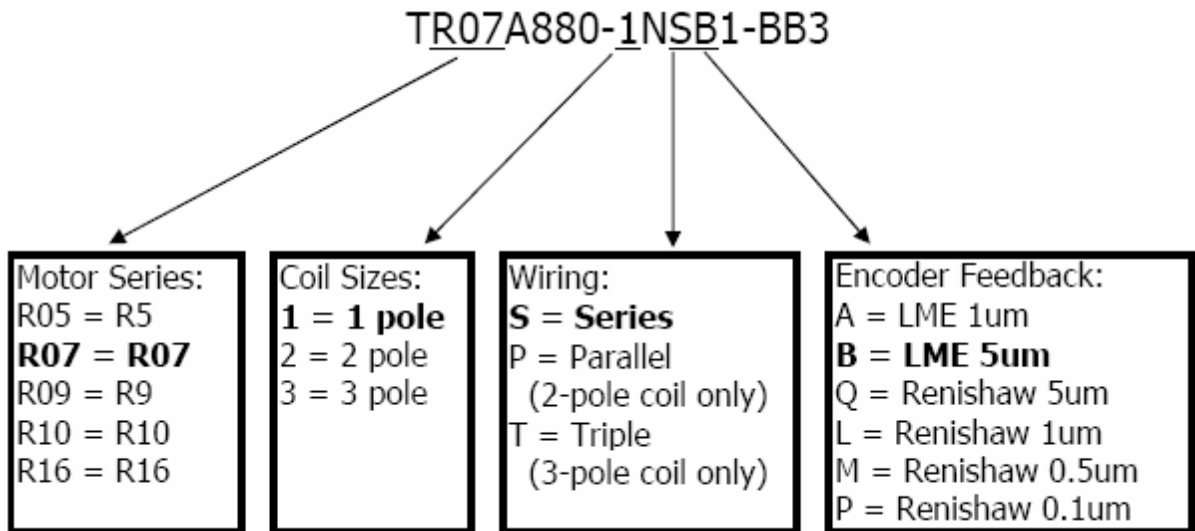 TR07A880-1NSB1-BB3
Motor Series:
R05 = R5
R07 = R07
R09 = R9
R10 = R10
R16 = R16
Coil Sizes:
1 = 1 pole
2 = 2 pole
3 = 3 pole
Wiring:
S = Series
P = Parallel
(2-pole coil only)
T = Triple
(3-pole coil only)
Encoder Feedback:
A = LME 1um
B = LME 5um
Q = Renishaw 5um
L = Renishaw 1um
M = Renishaw 0.5um
P = Renishaw 0.1um